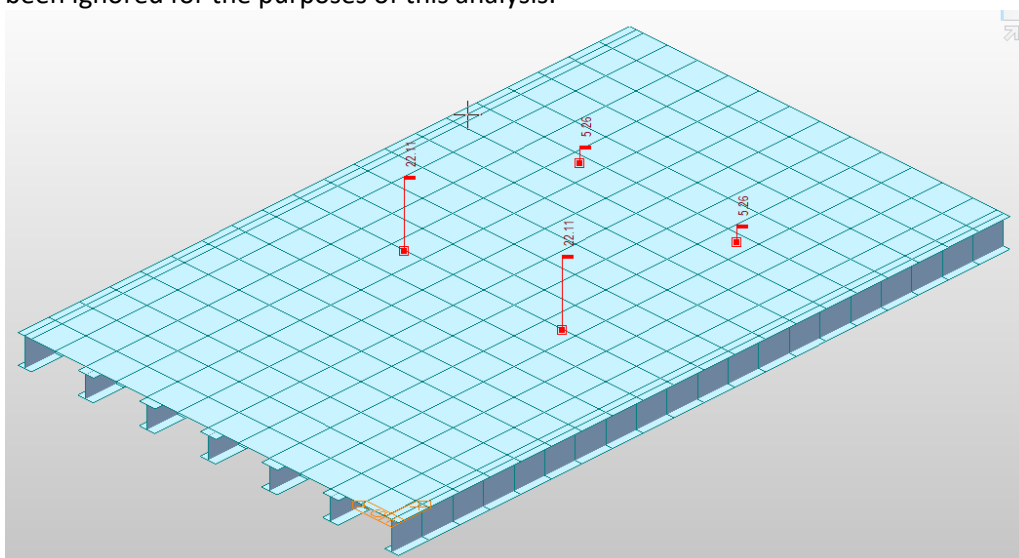 been ignored for the purposes of this analysis.
5.26
22.11
5.26
22.11